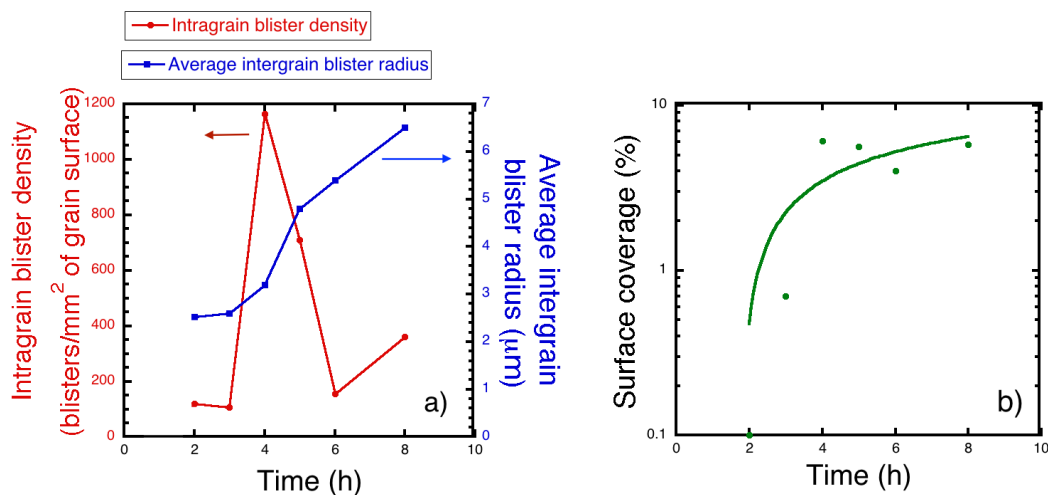 Intragrain blister density
Average intergrain blister radius
Intragrain blister density
(blisters/mm² of grain surface)
1200
1000
800
600
400
200
0
7
6
5
4
3
2
1
0
Average intergrain
blister radius (μm)
a)
0 2 4 6 8 10
Time (h)
Surface coverage (%)
10
1
0.1
b)
0 2 4 6 8 10
Time (h)